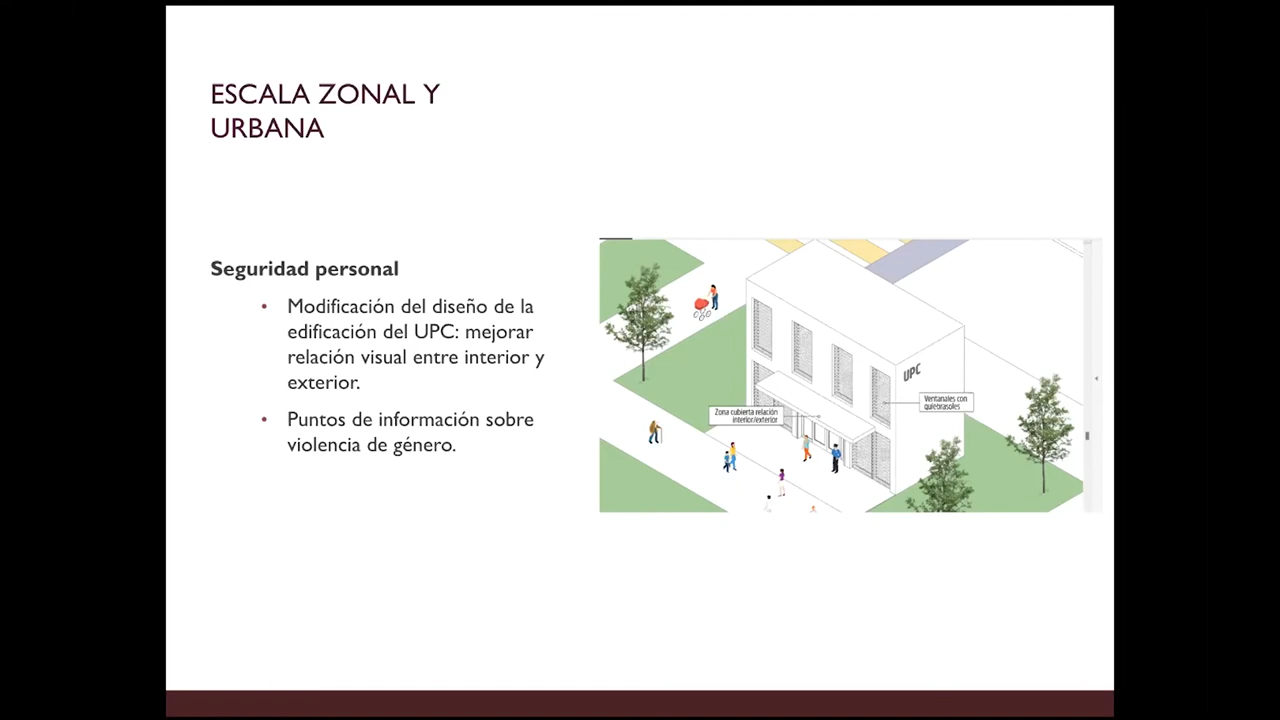 ESCALA ZONAL Y
URBANA
Seguridad personal
• Modificación del diseño de la
edificación del UPC: mejorar
relación visual entre interior y
exterior.
• Puntos de información sobre
violencia de género.
UPC
Ventanales con
quiebrasoles
Zona cubierta relación
interior/exterior